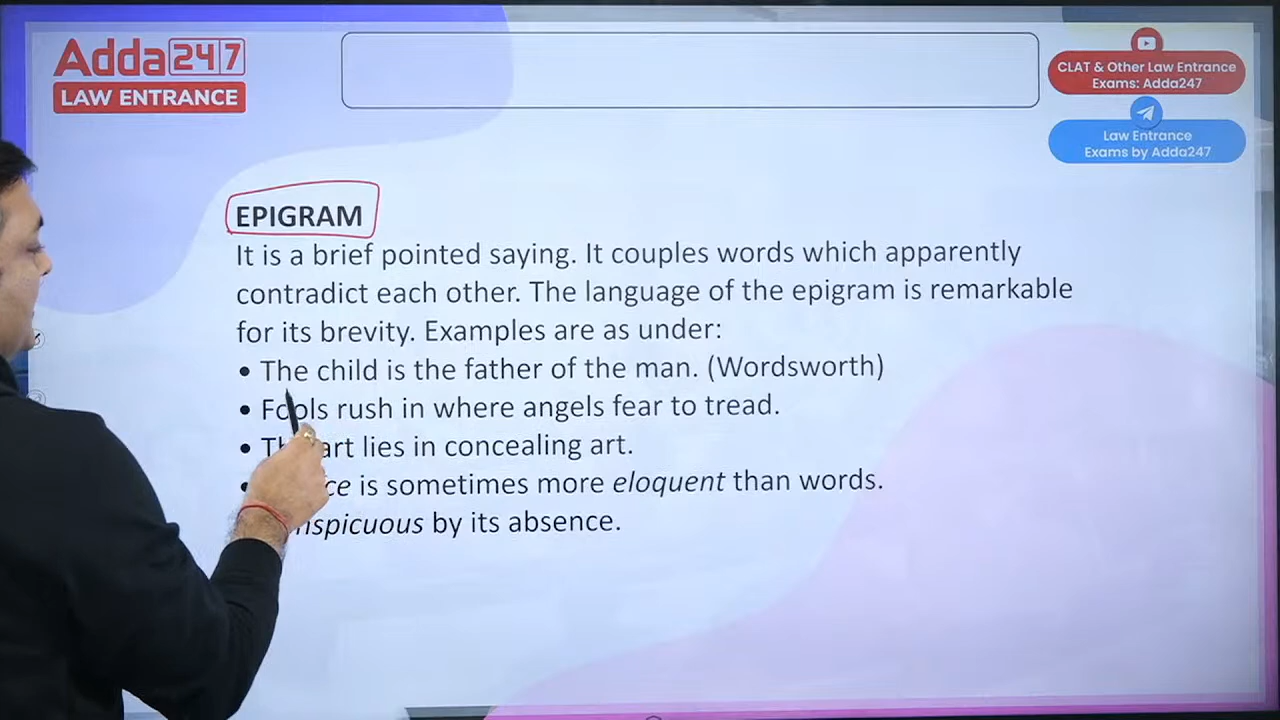 Adda247
LAW ENTRANCE
CLAT & Other Law Entrance
Exams: Adda247
Law Entrance
Exams by Adda247
EPIGRAM
It is a brief pointed saying. It couples words which apparently
contradict each other. The language of the epigram is remarkable
for its brevity. Examples are as under:
• The child is the father of the man. (Wordsworth)
• Fools rush in where angels fear to tread.
• art lies in concealing art.
• is sometimes more eloquent than words.
by its absence.